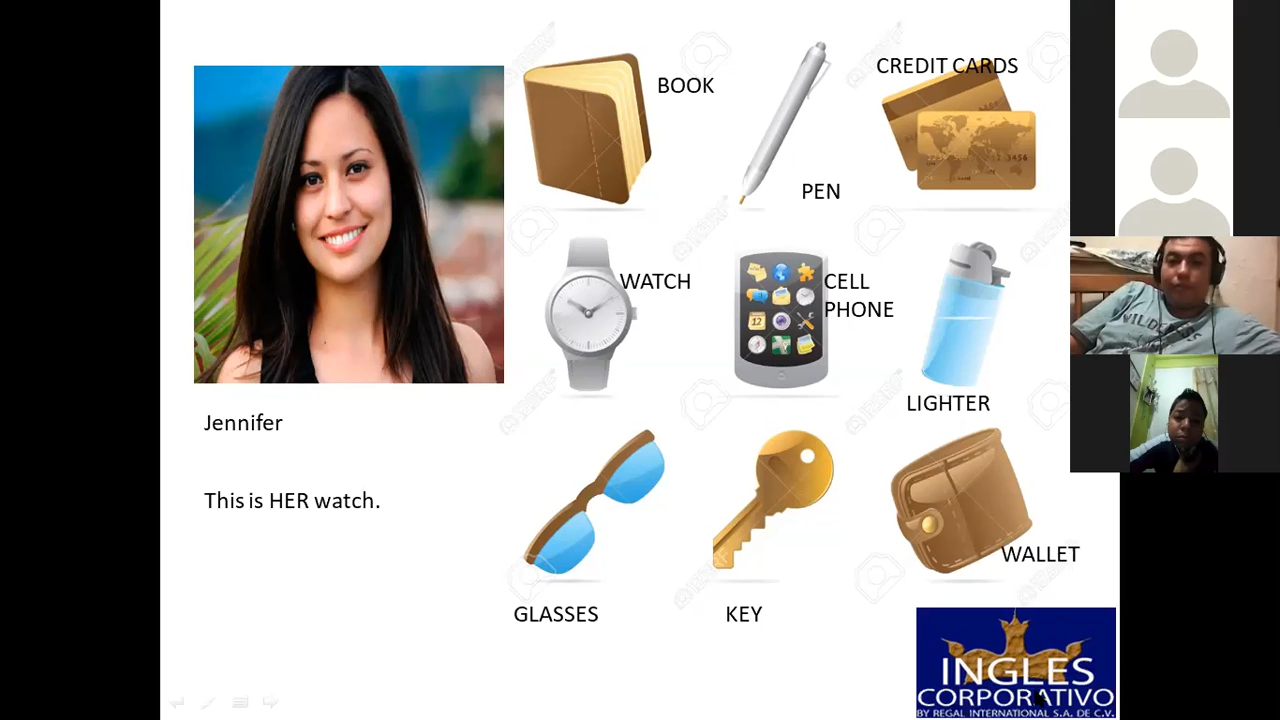 BOOK
CREDIT CARDS
PEN
WATCH
CELL
PHONE
LIGHTER
Jennifer
This is HER watch.
WALLET
GLASSES
KEY
INGLES
CORPORATIVO
BY REGAL INTERNATIONAL S.A. DE C.V.